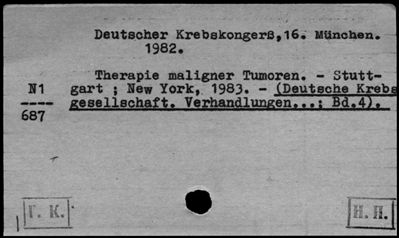 Deutscher Krebskongerß,16. München.
1982.
Therapie maligner Tumoren. - Stutt-
N1 gart ; New York, 1983. - (Deutsche Krebs
----
687 gesellschaft. Verhandlungen...; Bd.4).
Г. К. Н. П.